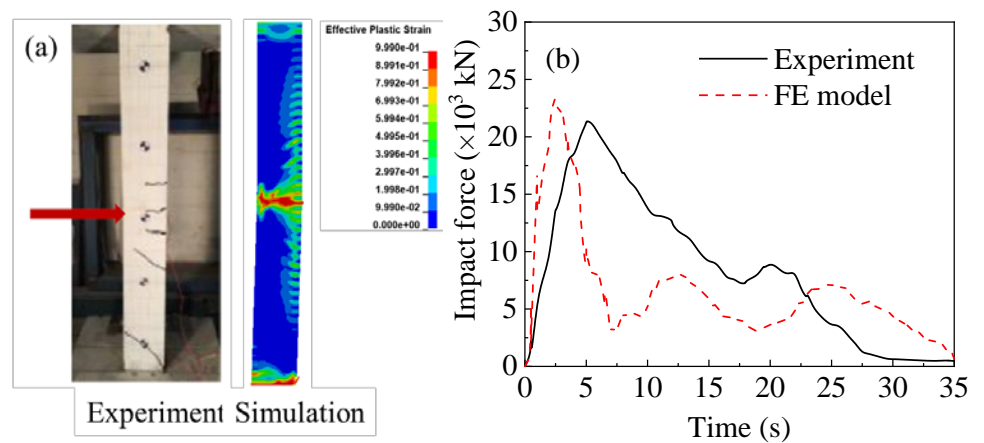 (a)
Effective Plastic Strain
9.990e-01
8.991e-01
7.992e-01
6.993e-01
5.994e-01
4.995e-01
3.996e-01
2.997e-01
1.998e-01
9.990e-02
0.000e+00
Experiment Simulation
(b)
Experiment
FE model
Impact force (×10³ kN)
30
25
20
15
10
5
0
0 5 10 15 20 25 30 35
Time (s)